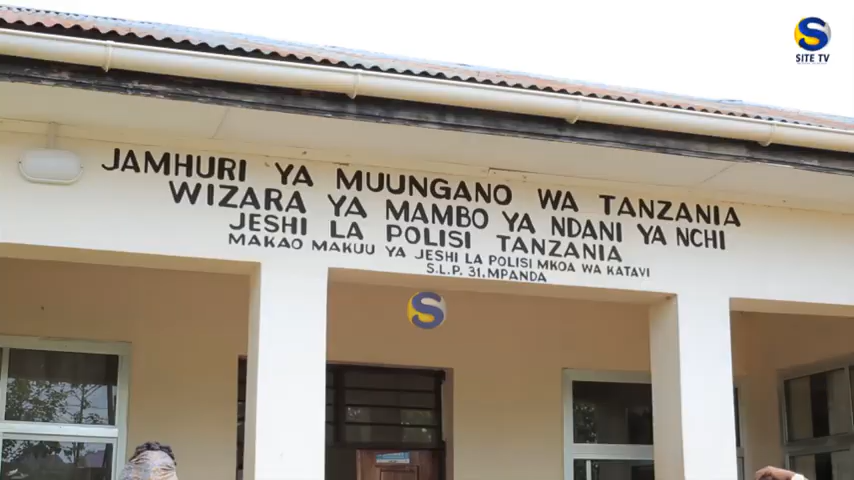 S
SITE TV
JAMHURI YA MUUNGANO WA TANZANIA
WIZARA YA MAMBO YA NDANI YA NCHI
JESHI LA POLISI TANZANIA
MAKAO MAKUU YA JESHI LA POLISI MKOA WA KATAVI
S.L.P. 31, MPANDA
S